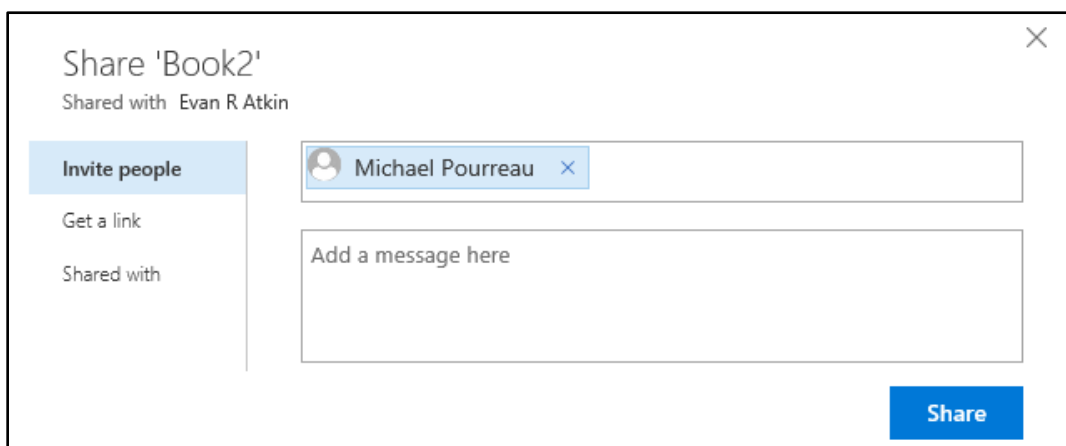 Share 'Book2'
Shared with Evan R Atkin
Invite people
Get a link
Shared with
Michael Pourreau
Add a message here
Share